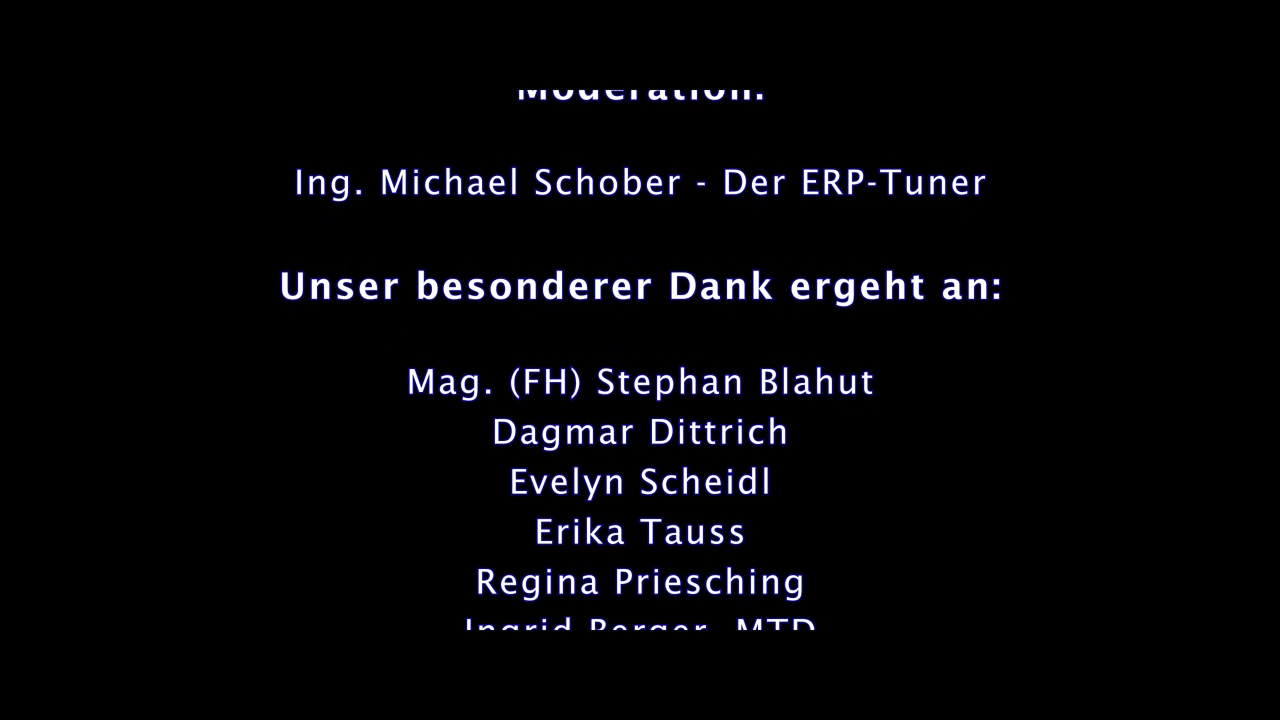 Moderation:
Ing. Michael Schober - Der ERP-Tuner
Unser besonderer Dank ergeht an:
Mag. (FH) Stephan Blahut
Dagmar Dittrich
Evelyn Scheidl
Erika Tauss
Regina Priesching
Ingrid Berger, MTD